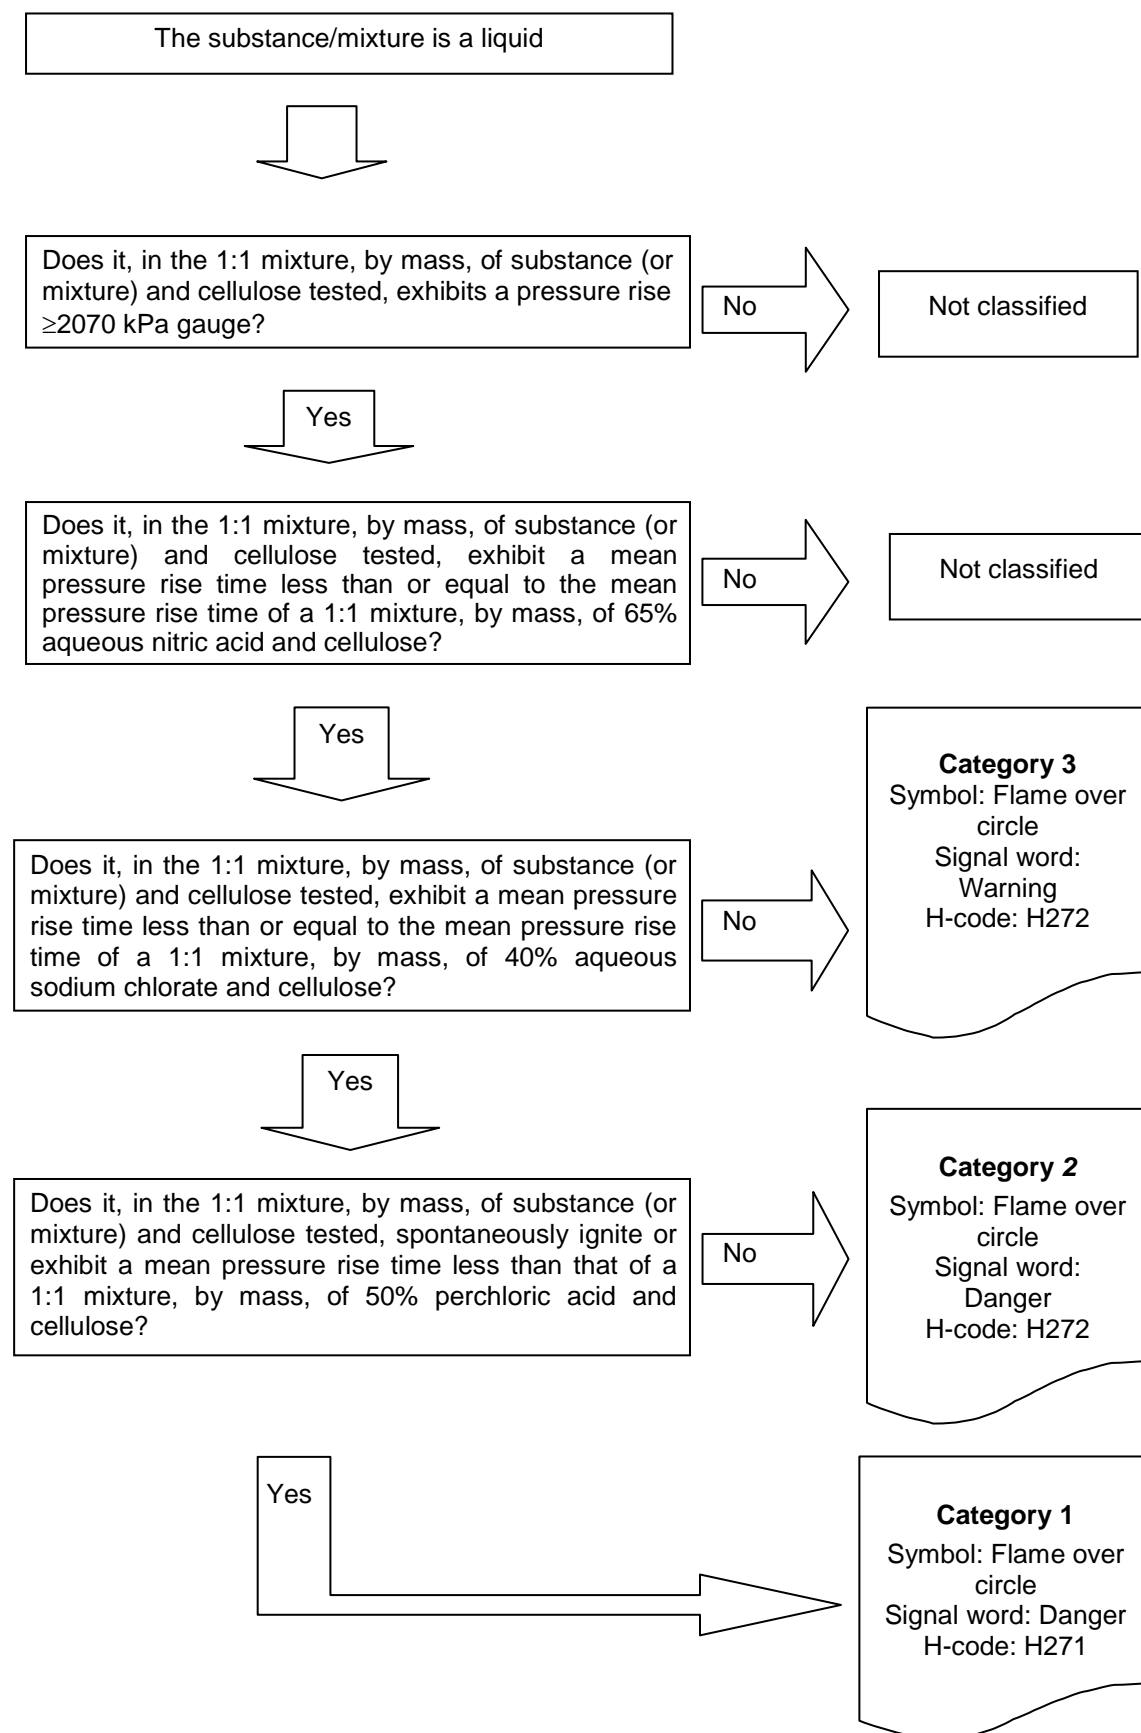 The substance/mixture is a liquid
Does it, in the 1:1 mixture, by mass, of substance (or
mixture) and cellulose tested, exhibits a pressure rise
≥2070 kPa gauge?
No
Not classified
Yes
Does it, in the 1:1 mixture, by mass, of substance (or
mixture) and cellulose tested, exhibit a mean
pressure rise time less than or equal to the mean
pressure rise time of a 1:1 mixture, by mass, of 65%
aqueous nitric acid and cellulose?
No
Not classified
Yes
Does it, in the 1:1 mixture, by mass, of substance (or
mixture) and cellulose tested, exhibit a mean pressure
rise time less than or equal to the mean pressure rise
time of a 1:1 mixture, by mass, of 40% aqueous
sodium chlorate and cellulose?
No
Category 3
Symbol: Flame over
circle
Signal word:
Warning
H-code: H272
Yes
Does it, in the 1:1 mixture, by mass, of substance (or
mixture) and cellulose tested, spontaneously ignite or
exhibit a mean pressure rise time less than that of a
1:1 mixture, by mass, of 50% perchloric acid and
cellulose?
No
Category 2
Symbol: Flame over
circle
Signal word:
Danger
H-code: H272
Yes
Category 1
Symbol: Flame over
circle
Signal word: Danger
H-code: H271